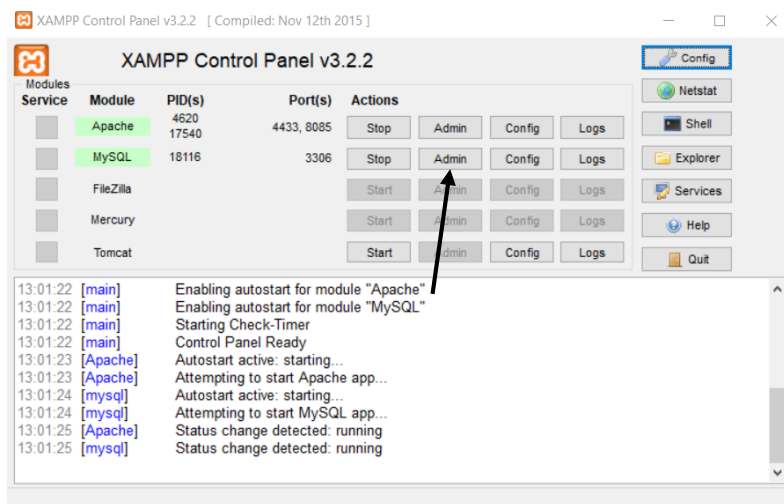 XAMPP Control Panel v3.2.2 [ Compiled: Nov 12th 2015 ]
XAMPP Control Panel v3.2.2
Config
Modules
Service Module PID(s) Port(s) Actions
Netstat
Apache 4620 17540 4433, 8085 Stop Admin Config Logs
Shell
MySQL 18116 3306 Stop Admin Config Logs
Explorer
FileZilla Start Admin Config Logs
Services
Mercury Start Admin Config Logs
Help
Tomcat Start Admin Config Logs
Quit
13:01:22 [main] Enabling autostart for module "Apache"
13:01:22 [main] Enabling autostart for module "MySQL"
13:01:22 [main] Starting Check-Timer
13:01:22 [main] Control Panel Ready
13:01:23 [Apache] Autostart active: starting...
13:01:23 [Apache] Attempting to start Apache app...
13:01:24 [mysql] Autostart active: starting...
13:01:24 [mysql] Attempting to start MySQL app...
13:01:25 [Apache] Status change detected: running
13:01:25 [mysql] Status change detected: running